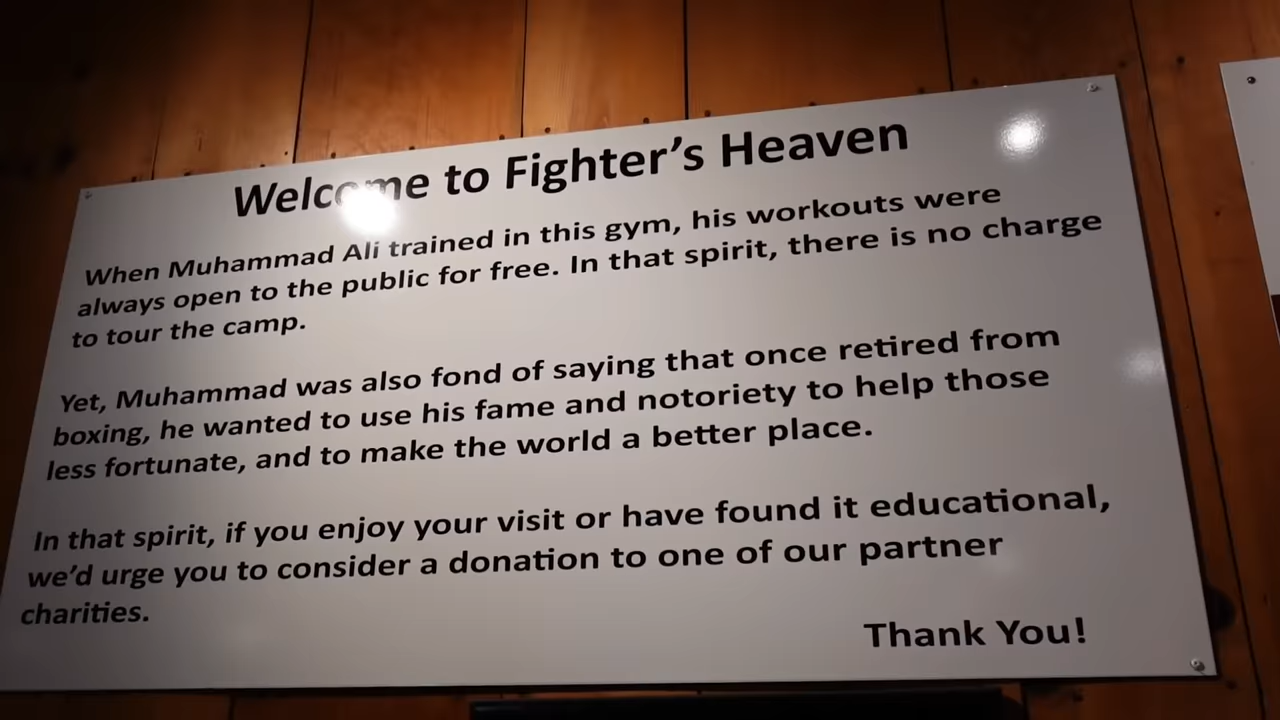 Welcome to Fighter's Heaven
When Muhammad Ali trained in this gym, his workouts were
always open to the public for free. In that spirit, there is no charge
to tour the camp.
Yet, Muhammad was also fond of saying that once retired from
boxing, he wanted to use his fame and notoriety to help those
less fortunate, and to make the world a better place.
In that spirit, if you enjoy your visit or have found it educational,
we'd urge you to consider a donation to one of our partner
charities.
Thank You!